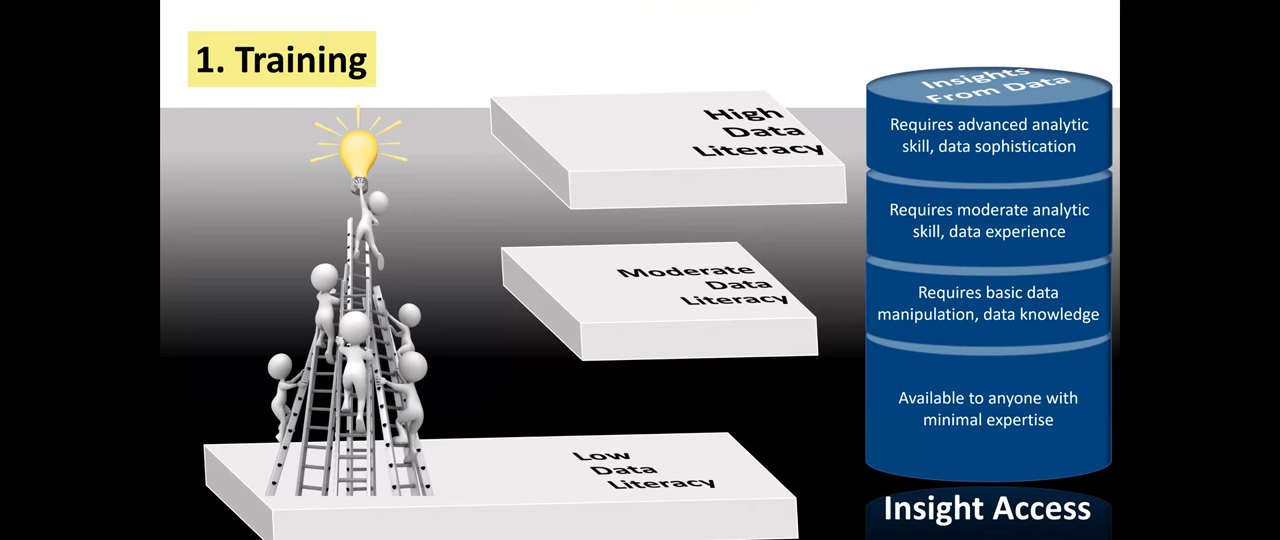 1. Training
High
Data
Literacy
Moderate
Data
Literacy
Low
Data
Literacy
Insights
From Data
Requires advanced analytic
skill, data sophistication
Requires moderate analytic
skill, data experience
Requires basic data
manipulation, data knowledge
Available to anyone with
minimal expertise
Insight Access